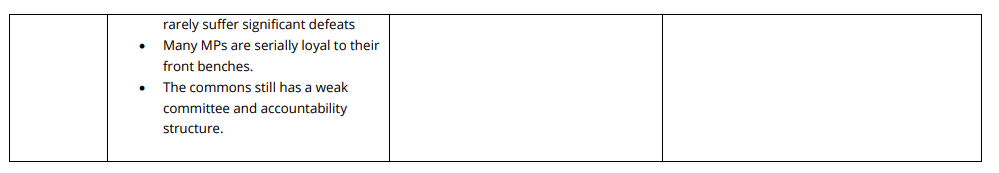 rarely suffer significant defeats
• Many MPs are serially loyal to their
front benches.
• The commons still has a weak
committee and accountability
structure.